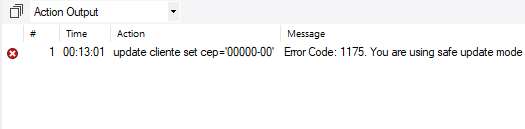 Action Output
# Time Action Message
1 00:13:01 update cliente set cep='00000-00' Error Code: 1175. You are using safe update mode